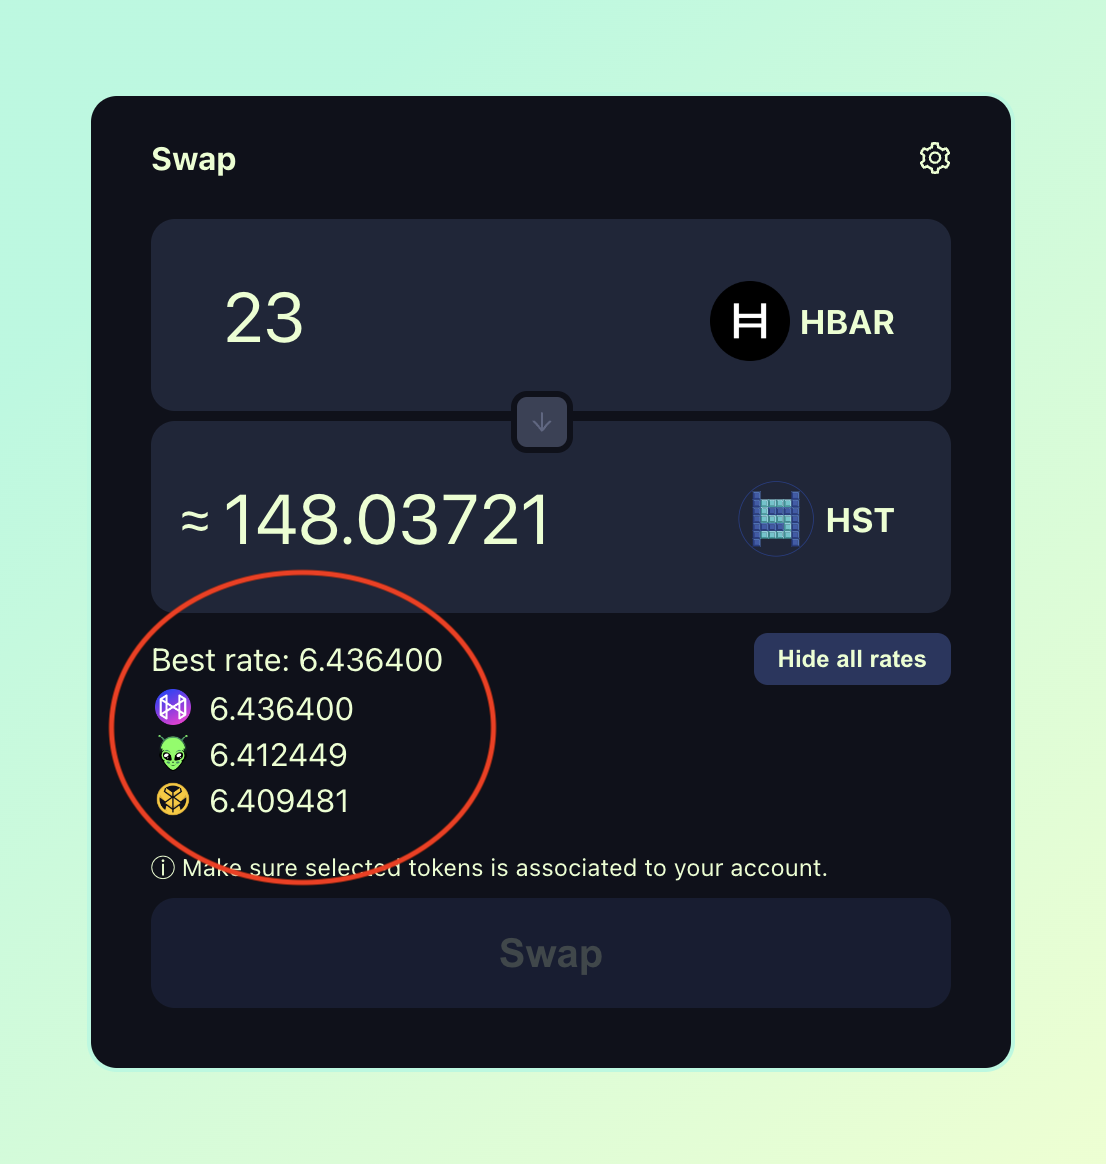 Swap
23
HBAR
≈ 148.03721
HST
Best rate: 6.436400
Hide all rates
6.436400
6.412449
6.409481
ⓘ Make sure selected tokens is associated to your account.
Swap